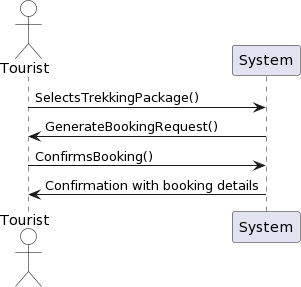 Tourist
System
SelectsTrekkingPackage()
GenerateBookingRequest()
ConfirmsBooking()
Confirmation with booking details
Tourist
System